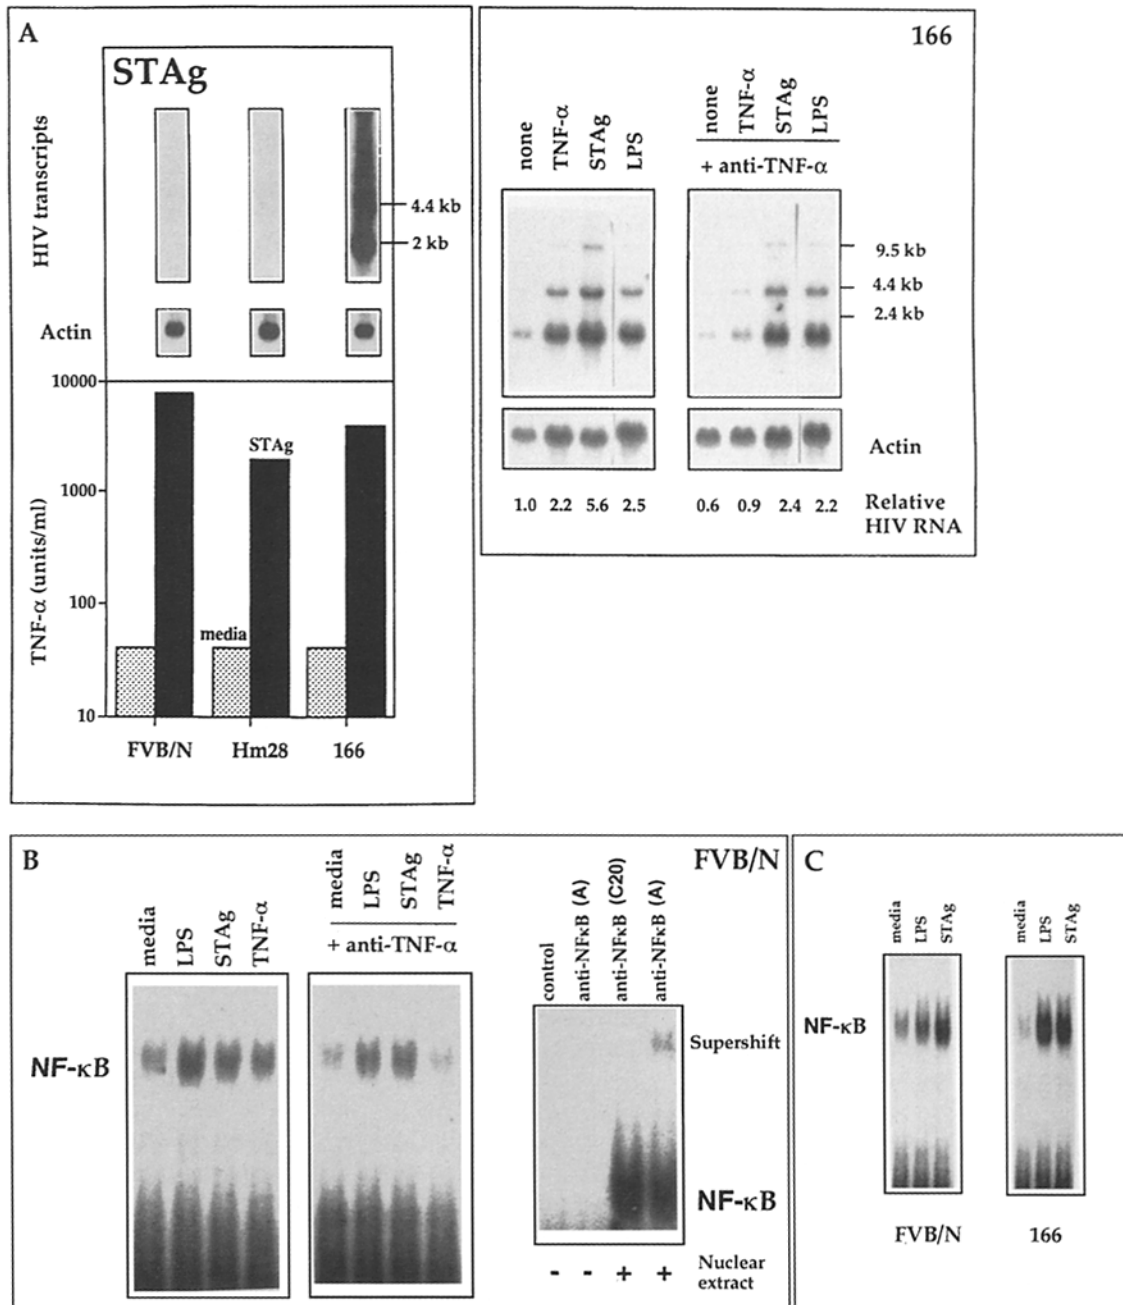 A
STAg
HIV transcripts
4.4 kb
2 kb
Actin
10000
1000
100
10
TNF-α (units/ml)
STAg
media
FVB/N Hm28 166
166
none TNF-α STAg LPS
none TNF-α STAg LPS
+ anti-TNF-α
9.5 kb
4.4 kb
2.4 kb
Actin
1.0 2.2 5.6 2.5 0.6 0.9 2.4 2.2 Relative
HIV RNA
B
FVB/N
media LPS STAg TNF-α
media LPS STAg TNF-α
+ anti-TNF-α
control anti-NFκB (A) anti-NFκB (C20) anti-NFκB (A)
NF-κB
Supershift
NF-κB
- - + + Nuclear
extract
C
media LPS STAg
media LPS STAg
NF-κB
FVB/N 166